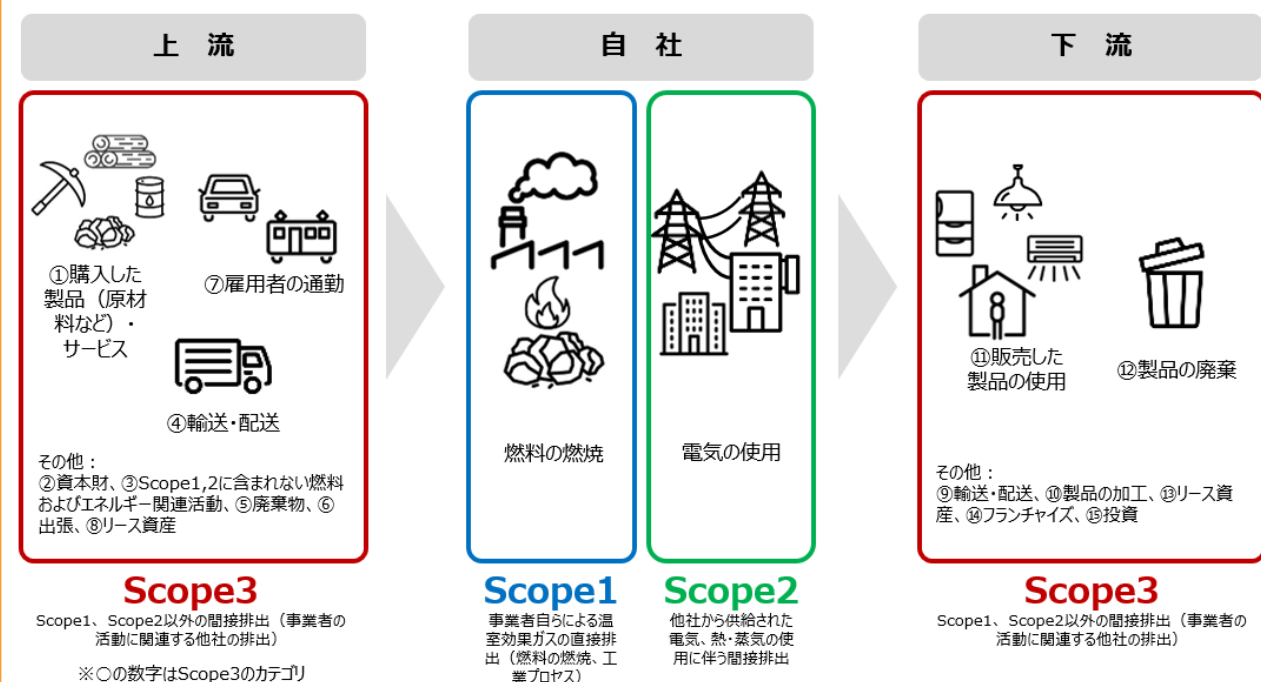 上 流
自 社
下 流
①購入した
製品（原材
料など）・
サービス
⑦雇用者の通勤
④輸送・配送
その他：
②資本財、③Scope1,2に含まれない燃料
およびエネルギー関連活動、⑤廃棄物、⑥
出張、⑧リース資産
燃料の燃焼
電気の使用
⑪販売した
製品の使用
⑫製品の廃棄
その他：
⑨輸送・配送、⑩製品の加工、⑬リース資
産、⑭フランチャイズ、⑮投資
Scope3
Scope1、Scope2以外の間接排出（事業者の
活動に関連する他社の排出）
※○の数字はScope3のカテゴリ
Scope1
事業者自らによる温
室効果ガスの直接排
出（燃料の燃焼、工
業プロセス）
Scope2
他社から供給された
電気、熱・蒸気の使
用に伴う間接排出
Scope3
Scope1、Scope2以外の間接排出（事業者の
活動に関連する他社の排出）